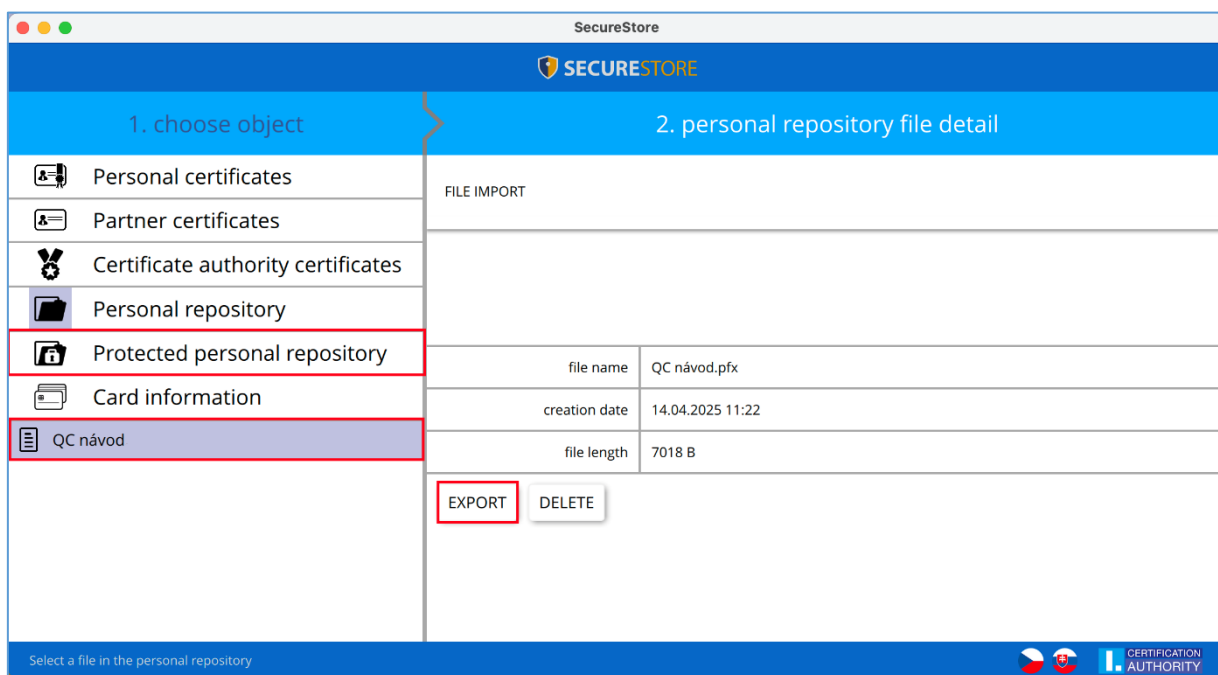 SecureStore
SECURESTORE
1. choose object
2. personal repository file detail
Personal certificates
Partner certificates
Certificate authority certificates
Personal repository
Protected personal repository
Card information
QC návod
FILE IMPORT
file name QC návod.pfx
creation date 14.04.2025 11:22
file length 7018 B
EXPORT DELETE
Select a file in the personal repository
I. CERTIFICATION
AUTHORITY